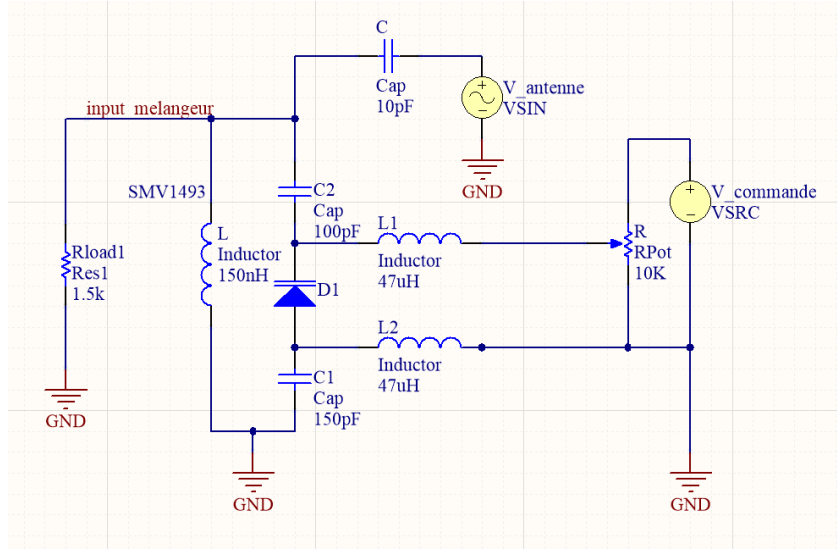 C
Cap
10pF
V_antenne
VSIN
GND
input_melangeur
SMV1493
C2
Cap
100pF
L
Inductor
150nH
Rload1
Res1
1.5k
GND
L1
Inductor
47uH
D1
R
RPot
10K
V_commande
VSRC
L2
Inductor
47uH
C1
Cap
150pF
GND
GND